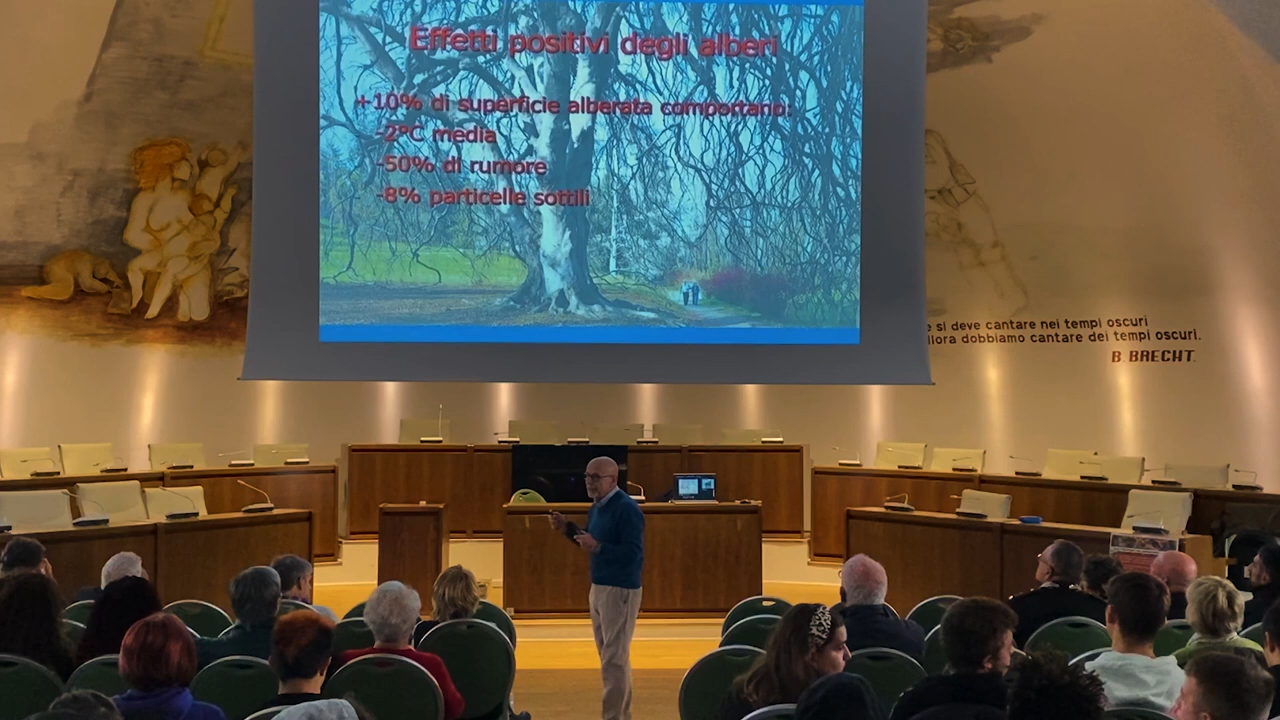 Effetti positivi degli alberi
+10% di superficie alberata comportano:
-2°C media
-50% di rumore
-8% particelle sottili
e si deve cantare nei tempi oscuri
llora dobbiamo cantare dei tempi oscuri.
B. BRECHT.